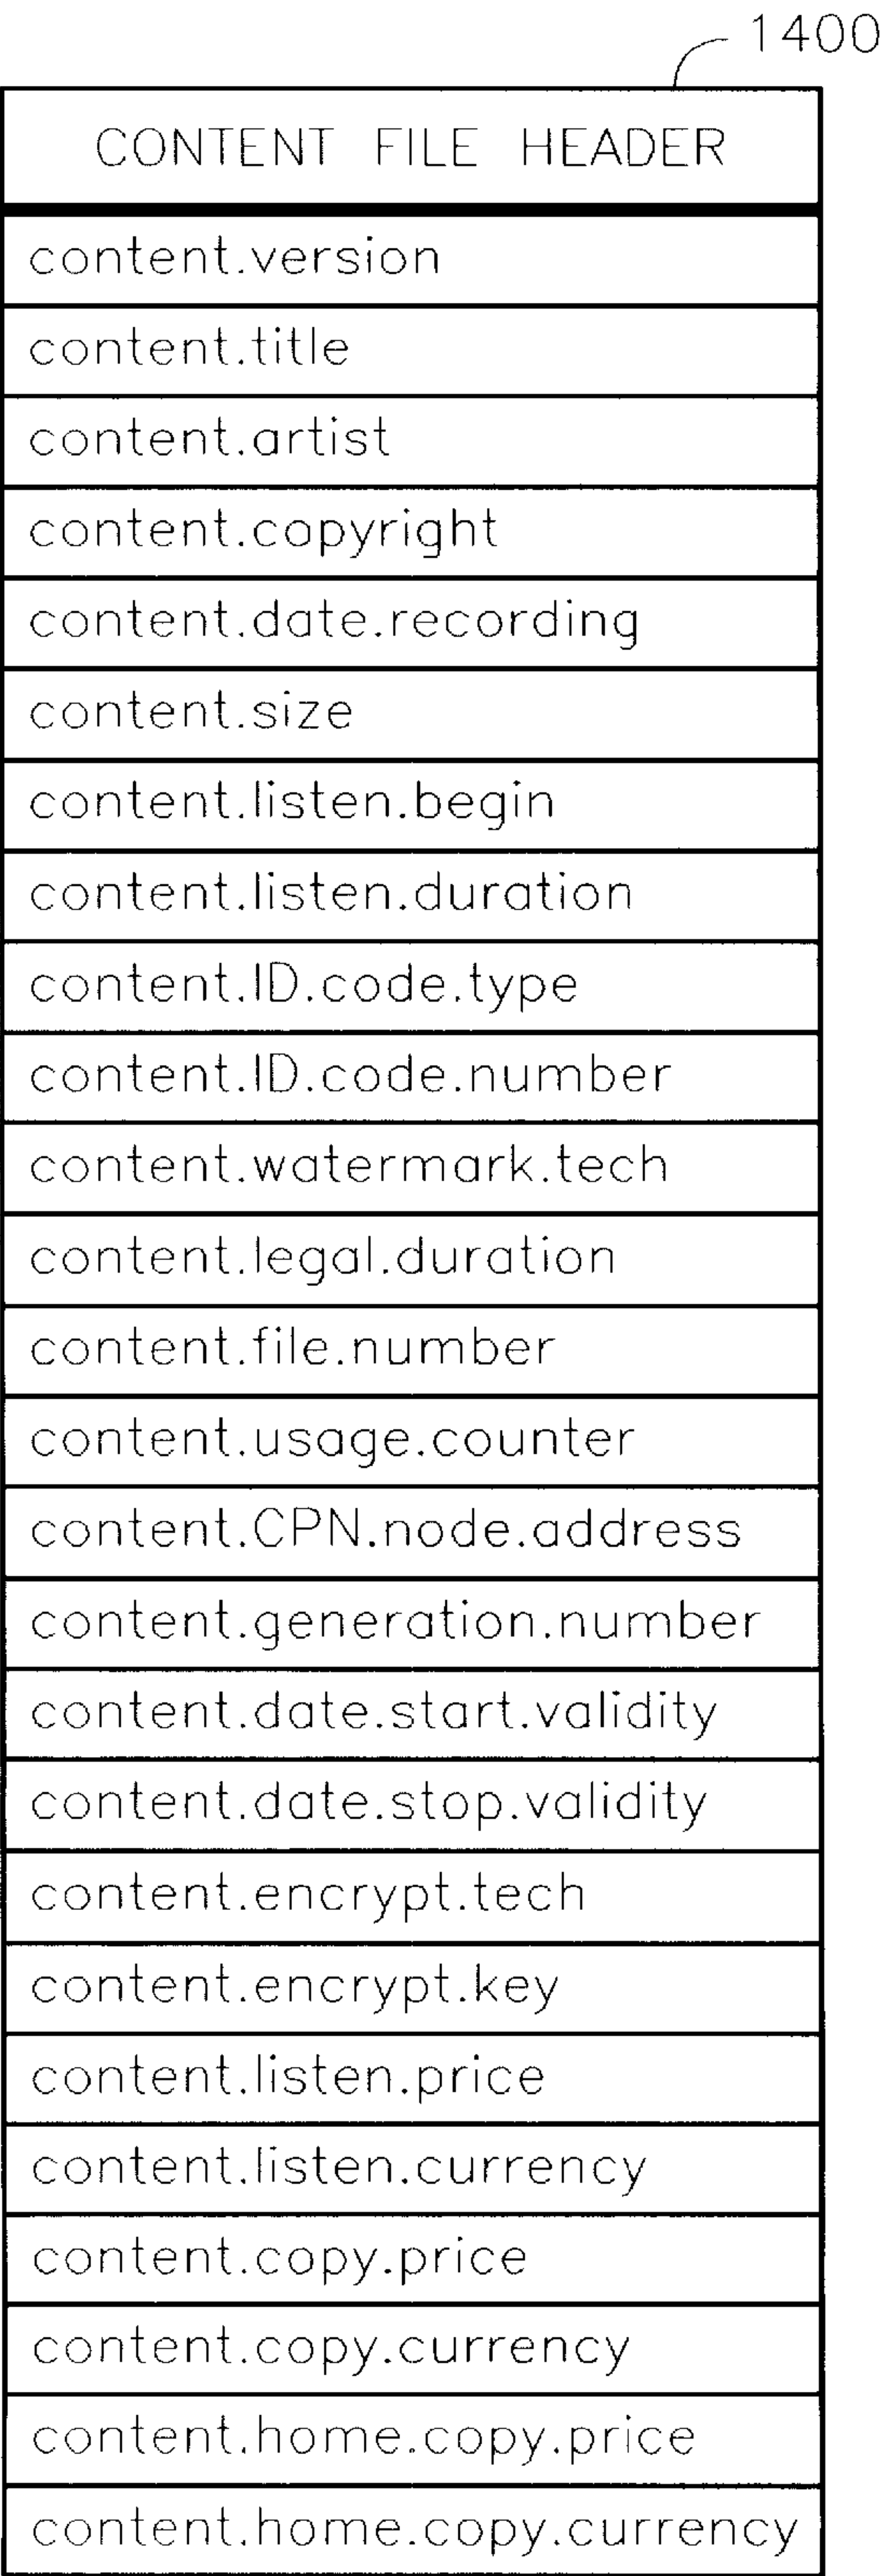 1400
CONTENT FILE HEADER
content.version
content.title
content.artist
content.copyright
content.date.recording
content.size
content.listen.begin
content.listen.duration
content.ID.code.type
content.ID.code.number
content.watermark.tech
content.legal.duration
content.file.number
content.usage.counter
content.CPN.node.address
content.generation.number
content.date.start.validity
content.date.stop.validity
content.encrypt.tech
content.encrypt.key
content.listen.price
content.listen.currency
content.copy.price
content.copy.currency
content.home.copy.price
content.home.copy.currency